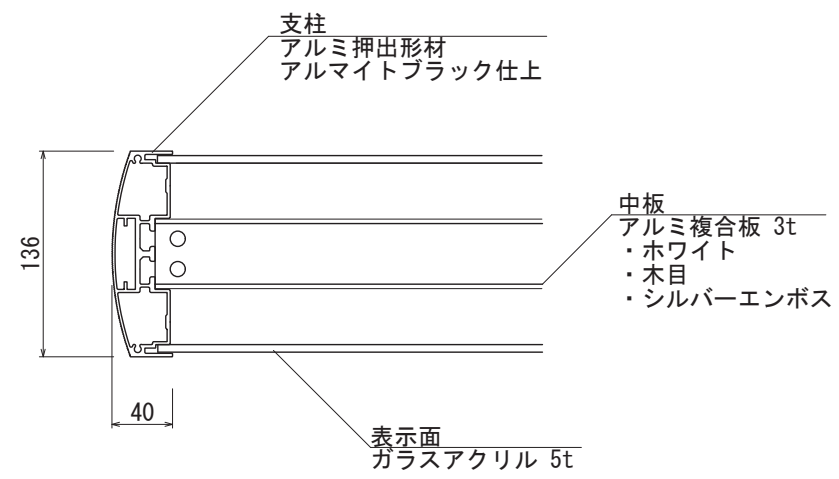 支柱
アルミ押出形材
アルマイトブラック仕上
136
中板
アルミ複合板 3t
・ホワイト
・木目
・シルバーエンボス
40
表示面
ガラスアクリル 5t